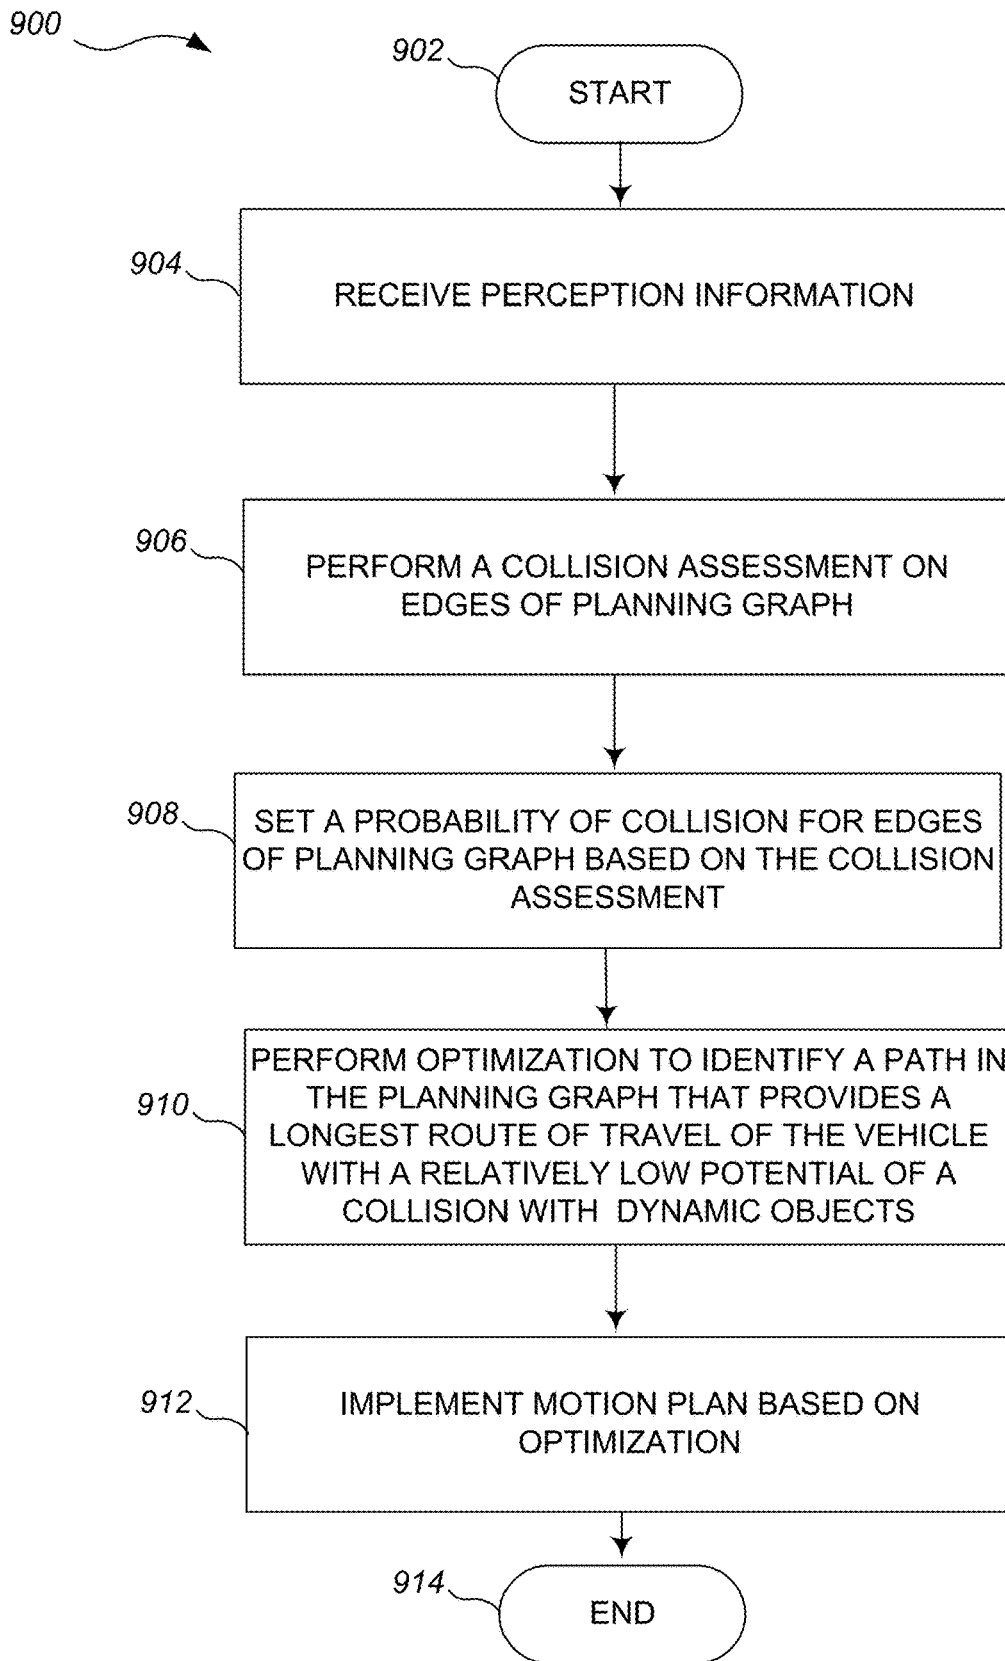 900
902
START
904
RECEIVE PERCEPTION INFORMATION
906
PERFORM A COLLISION ASSESSMENT ON
EDGES OF PLANNING GRAPH
908
SET A PROBABILITY OF COLLISION FOR EDGES
OF PLANNING GRAPH BASED ON THE COLLISION
ASSESSMENT
910
PERFORM OPTIMIZATION TO IDENTIFY A PATH IN
THE PLANNING GRAPH THAT PROVIDES A
LONGEST ROUTE OF TRAVEL OF THE VEHICLE
WITH A RELATIVELY LOW POTENTIAL OF A
COLLISION WITH DYNAMIC OBJECTS
912
IMPLEMENT MOTION PLAN BASED ON
OPTIMIZATION
914
END